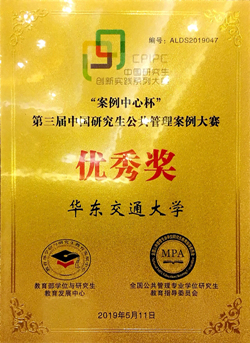 编号：ALDS2019047
CPIPC
中国研究生
创新实践系列大赛
“案例中心杯”
第三届中国研究生公共管理案例大赛
优秀奖
华东交通大学
MPA
教育部学位与研究生
教育发展中心
全国公共管理专业学位研究生
教育指导委员会
2019年5月11日